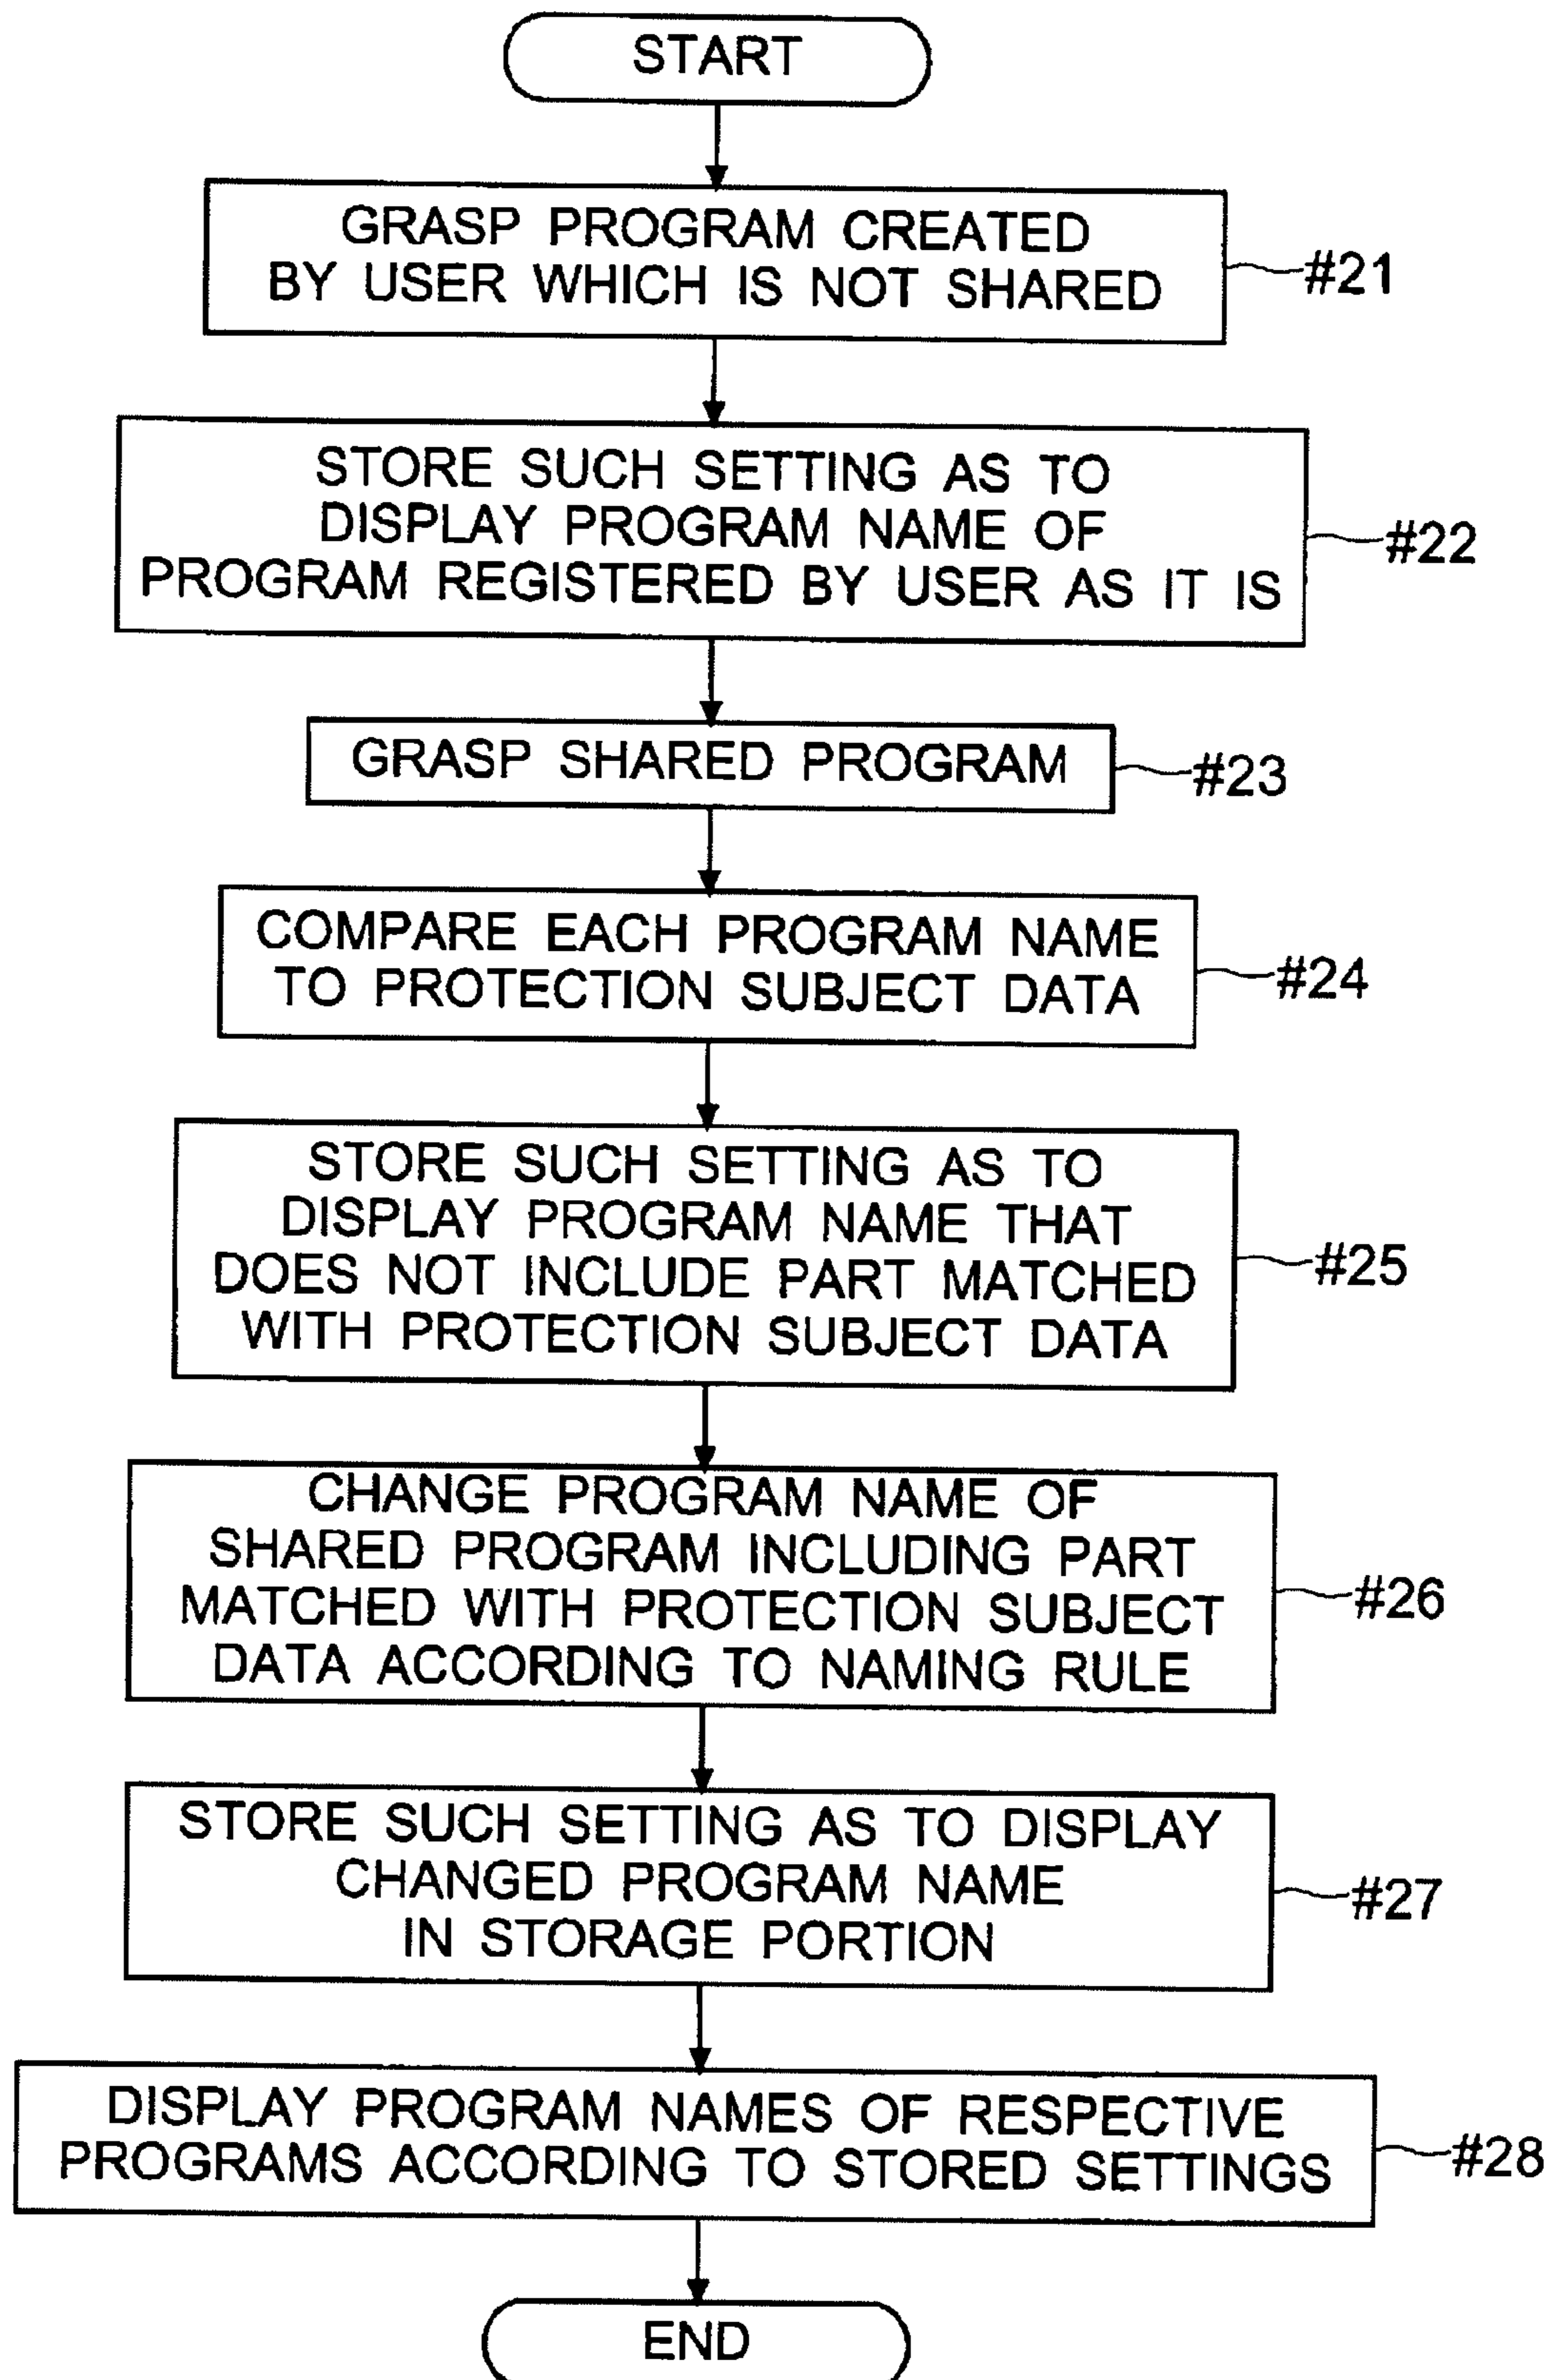 START
GRASP PROGRAM CREATED
BY USER WHICH IS NOT SHARED
#21
STORE SUCH SETTING AS TO
DISPLAY PROGRAM NAME OF
PROGRAM REGISTERED BY USER AS IT IS
#22
GRASP SHARED PROGRAM
#23
COMPARE EACH PROGRAM NAME
TO PROTECTION SUBJECT DATA
#24
STORE SUCH SETTING AS TO
DISPLAY PROGRAM NAME THAT
DOES NOT INCLUDE PART MATCHED
WITH PROTECTION SUBJECT DATA
#25
CHANGE PROGRAM NAME OF
SHARED PROGRAM INCLUDING PART
MATCHED WITH PROTECTION SUBJECT
DATA ACCORDING TO NAMING RULE
#26
STORE SUCH SETTING AS TO DISPLAY
CHANGED PROGRAM NAME
IN STORAGE PORTION
#27
DISPLAY PROGRAM NAMES OF RESPECTIVE
PROGRAMS ACCORDING TO STORED SETTINGS
#28
END